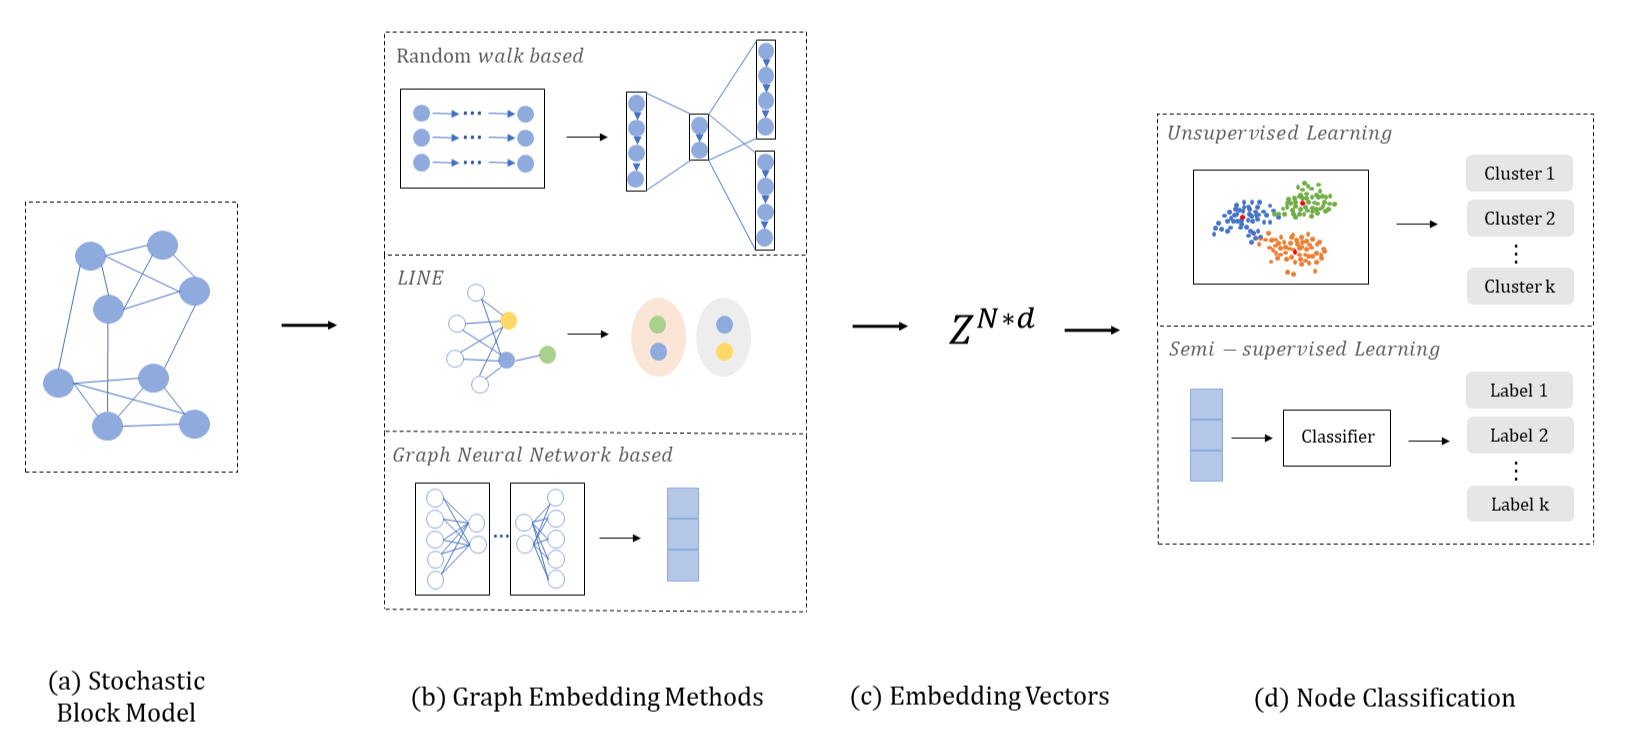 Random walk based
LINE
Graph Neural Network based
Z^{N*d}
Unsupervised Learning
Cluster 1
Cluster 2
⋮
Cluster k
Semi − supervised Learning
Classifier
Label 1
Label 2
⋮
Label k
(a) Stochastic
Block Model
(b) Graph Embedding Methods
(c) Embedding Vectors
(d) Node Classification